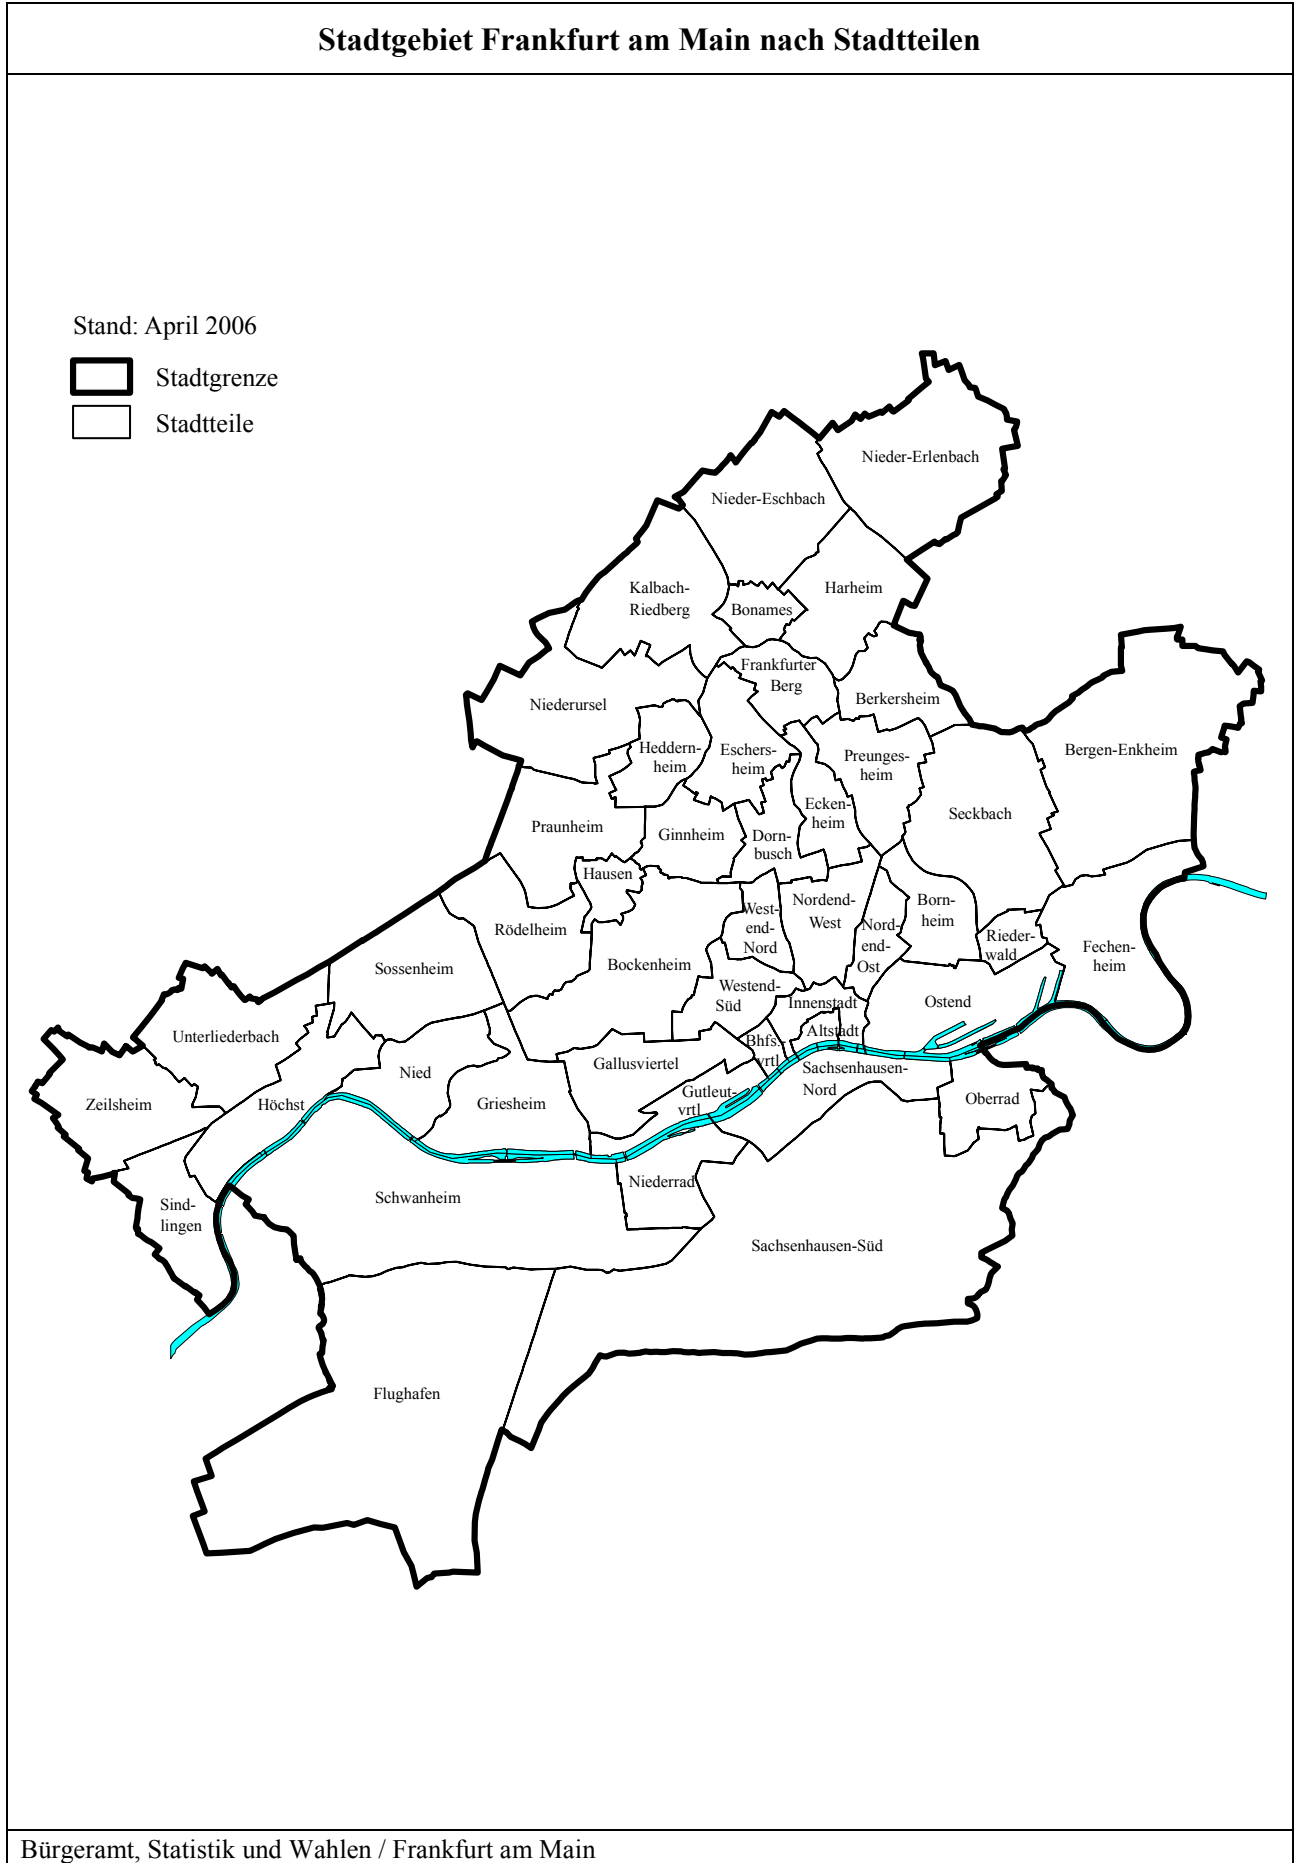 Stadtgebiet Frankfurt am Main nach Stadtteilen
Stand: April 2006
Stadtgrenze
Stadtteile
Nieder-Erlenbach
Nieder-Eschbach
Kalbach-
Riedberg
Harheim
Bonames
Frankfurter
Berg
Berkersheim
Niederursel
Heddern-
heim
Eschers-
heim
Preunges-
heim
Bergen-Enkheim
Ecken-
heim
Seckbach
Praunheim
Ginnheim
Dorn-
busch
Hausen
Rödelheim
West-
end-
Nord
Nordend-
West
Nord-
end-
Ost
Born-
heim
Rieder-
wald
Fechen-
heim
Sossenheim
Bockenheim
Westend-
Süd
Innenstadt
Ostend
Unterliederbach
Altstadt
Bhfs.-
vrtl
Gallusviertel
Sachsenhausen-
Nord
Nied
Zeilsheim
Höchst
Griesheim
Gutleut-
vrtl
Oberrad
Niederrad
Schwanheim
Sind-
lingen
Sachsenhausen-Süd
Flughafen
Bürgeramt, Statistik und Wahlen / Frankfurt am Main